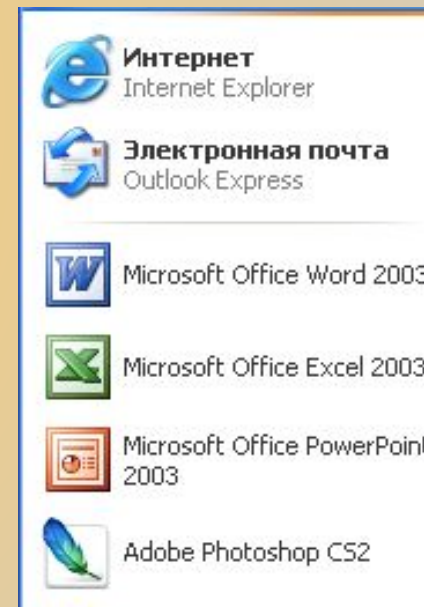 Интернет
Internet Explorer
Электронная почта
Outlook Express
Microsoft Office Word 2003
Microsoft Office Excel 2003
Microsoft Office PowerPoint
2003
Adobe Photoshop CS2